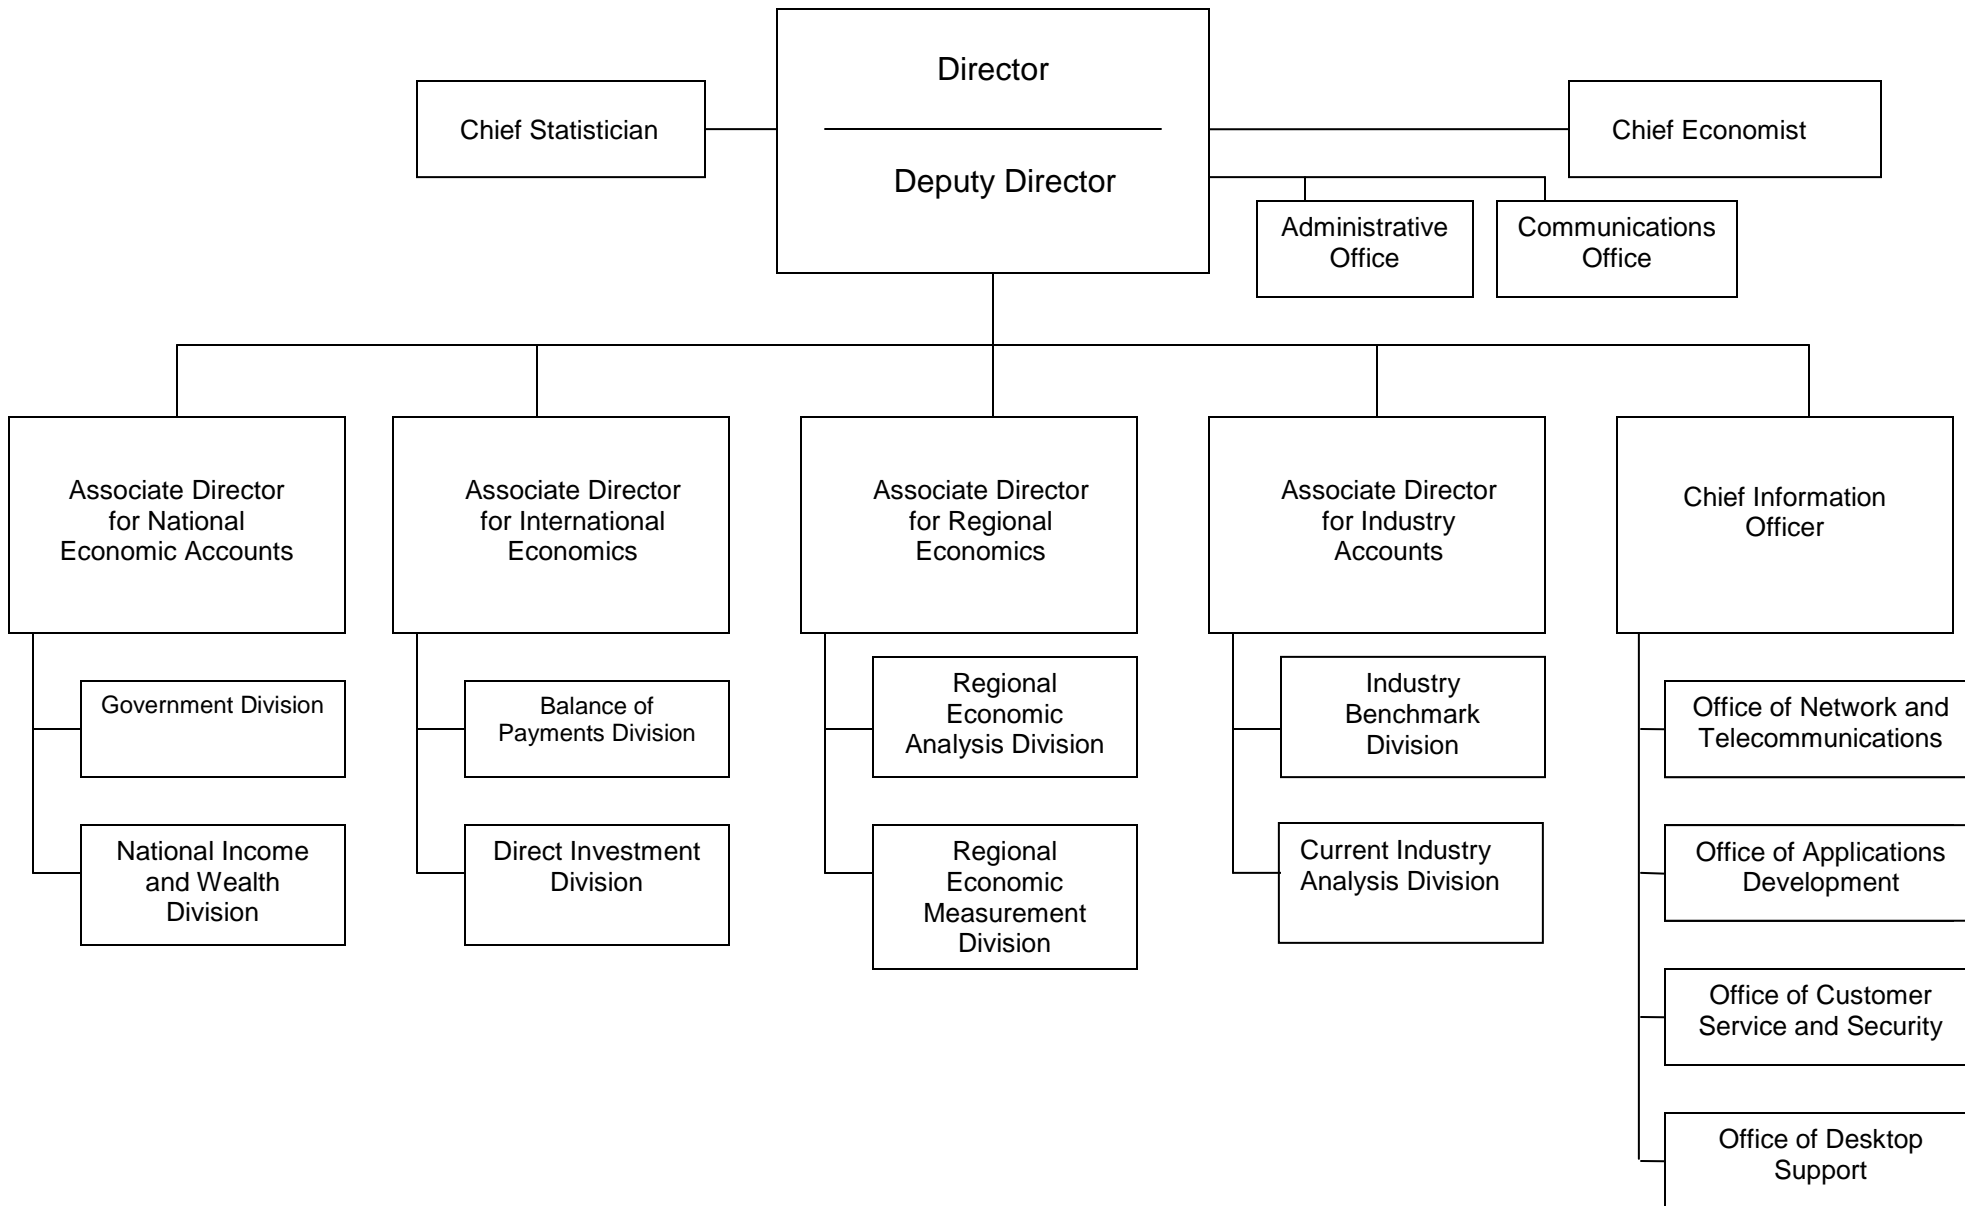 Director
Deputy Director
Chief Statistician
Chief Economist
Administrative
Office
Communications
Office
Associate Director
for National
Economic Accounts
Government Division
National Income
and Wealth
Division
Associate Director
for International
Economics
Balance of
Payments Division
Direct Investment
Division
Associate Director
for Regional
Economics
Regional
Economic
Analysis Division
Regional
Economic
Measurement
Division
Associate Director
for Industry
Accounts
Industry
Benchmark
Division
Current Industry
Analysis Division
Chief Information
Officer
Office of Network and
Telecommunications
Office of Applications
Development
Office of Customer
Service and Security
Office of Desktop
Support